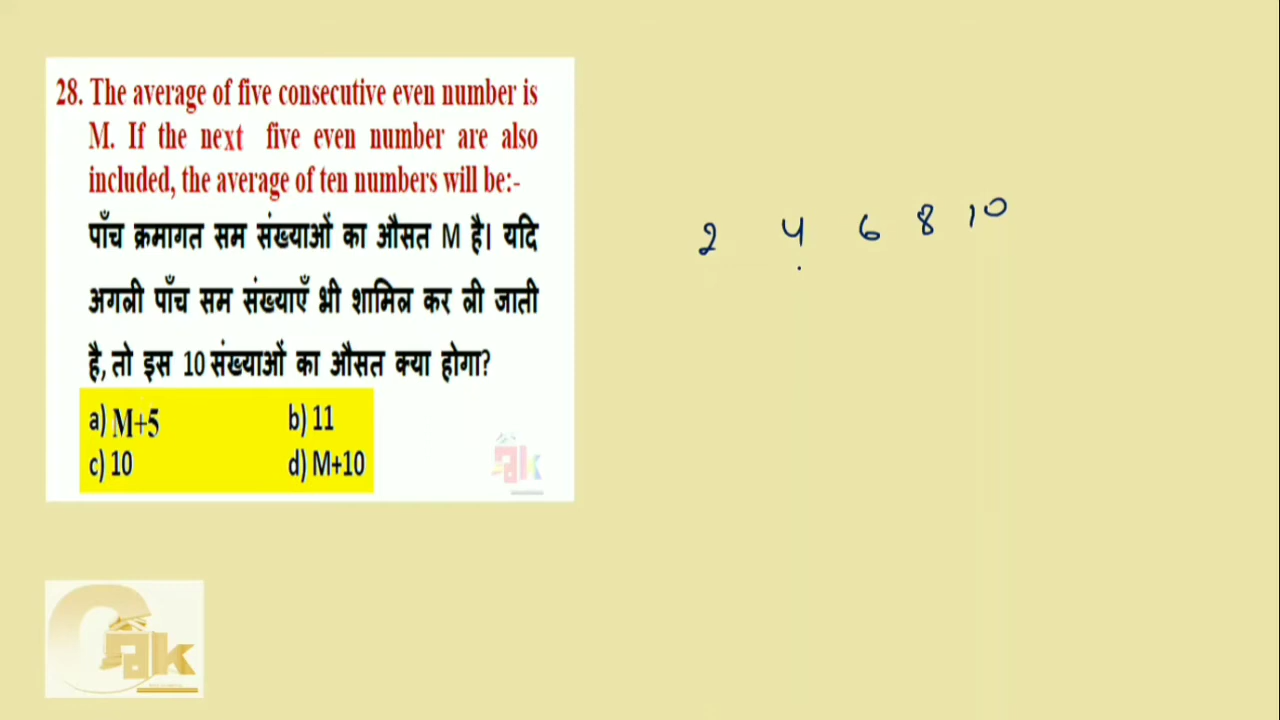 28. The average of five consecutive even number is
M. If the next five even number are also
included, the average of ten numbers will be:-
पाँच क्रमागत सम संख्याओं का औसत M है। यदि
अगली पाँच सम संख्याएँ भी शामिल कर ली जाती
है, तो इस 10 संख्याओं का औसत क्या होगा?
a) M+5 b) 11
c) 10 d) M+10
2 4 6 8 10